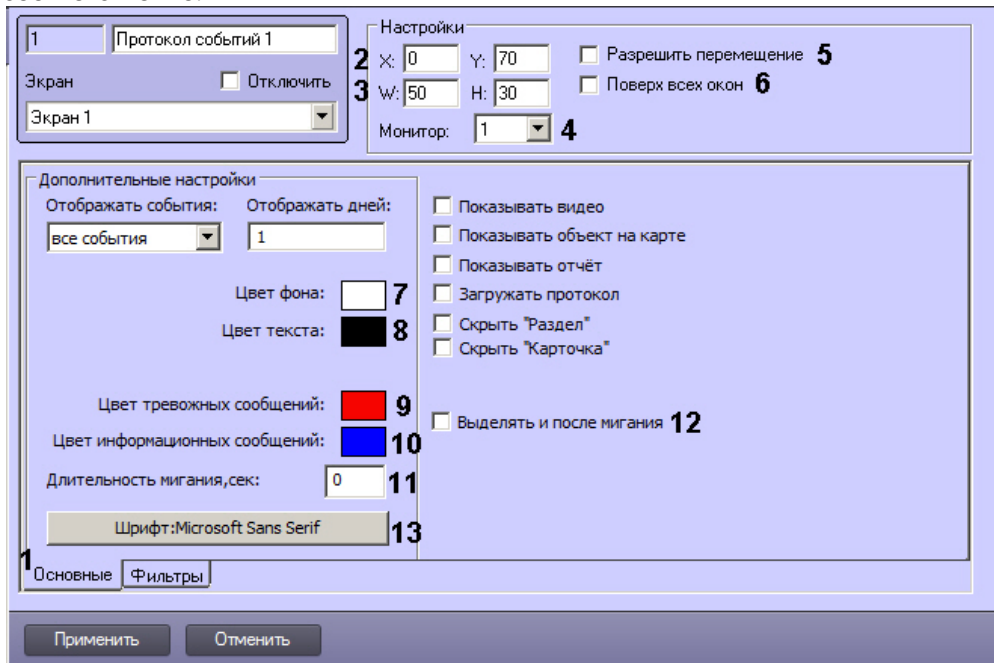 1 Протокол событий 1
Экран Отключить
Экран 1
Настройки
2 X: 0 Y: 70 Разрешить перемещение 5
3 W: 50 H: 30 Поверх всех окон 6
Монитор: 1 4
Дополнительные настройки
Отображать события: Отображать дней:
все события 1
Цвет фона: 7
Цвет текста: 8
Цвет тревожных сообщений: 9
Цвет информационных сообщений: 10
Длительность мигания,сек: 0 11
Шрифт:Microsoft Sans Serif 13
Показывать видео
Показывать объект на карте
Показывать отчёт
Загружать протокол
Скрыть "Раздел"
Скрыть "Карточка"
Выделять и после мигания 12
1 Основные Фильтры
Применить Отменить